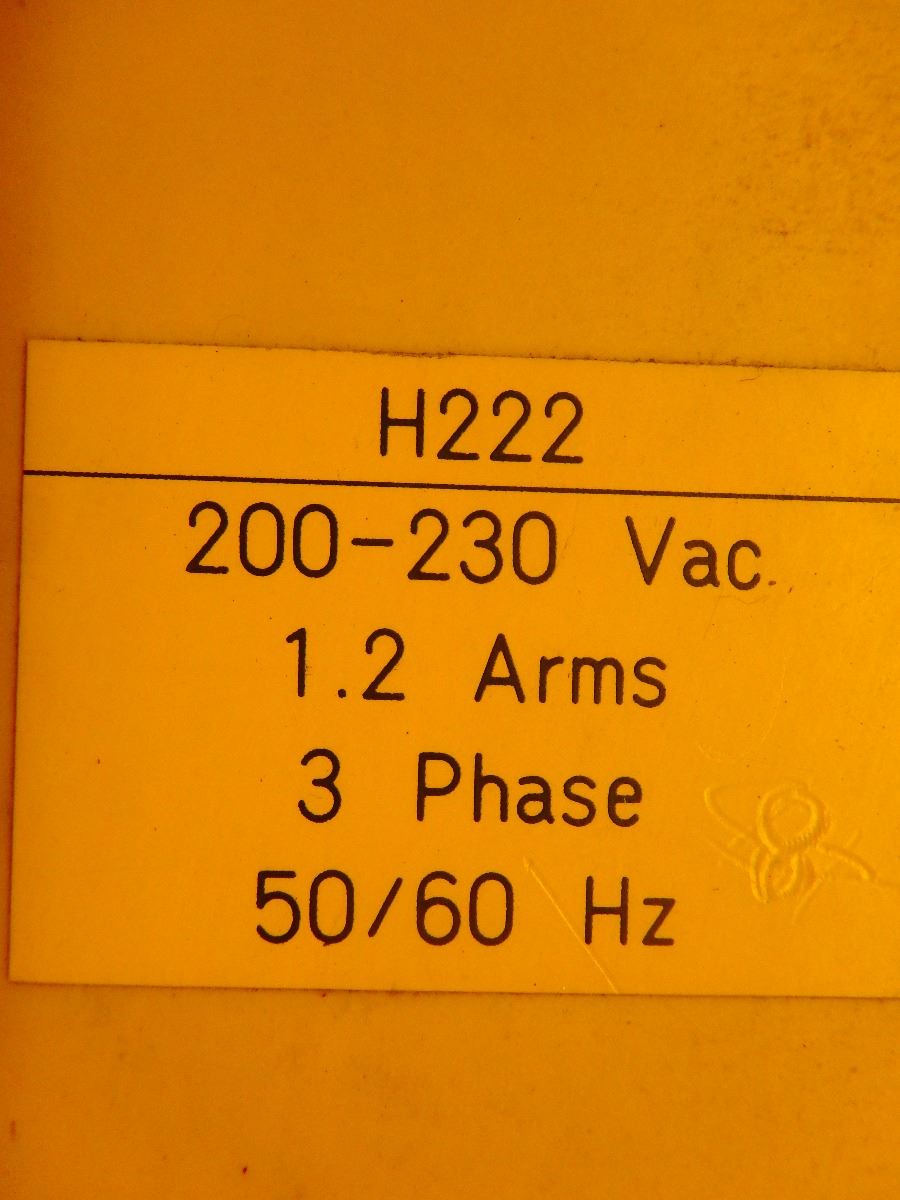 H222
200-230 Vac.
1.2 Arms
3 Phase
50/60 Hz